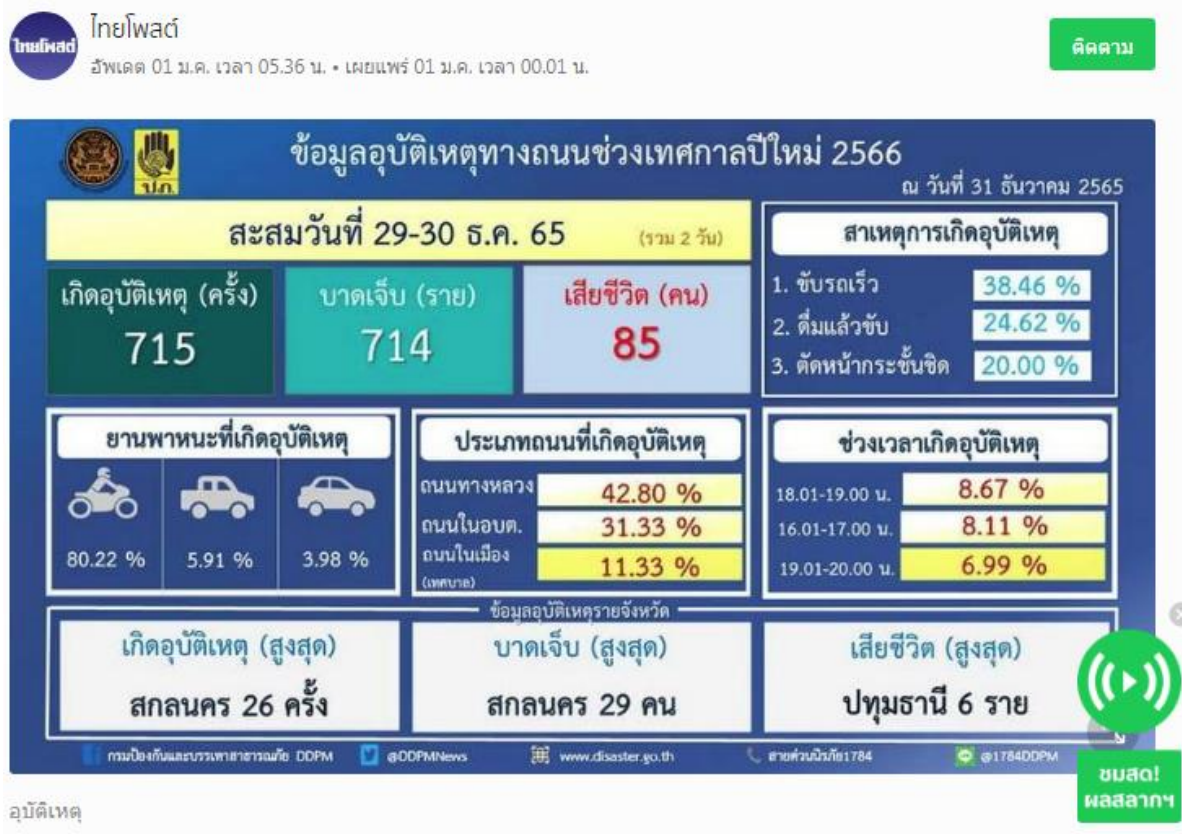 ไทยโพสต์
ไทยโพสต์
อัพเดต 01 ม.ค. เวลา 05.36 น. • เผยแพร่ 01 ม.ค. เวลา 00.01 น.
ติดตาม
ปภ.
ข้อมูลอุบัติเหตุทางถนนช่วงเทศกาลปีใหม่ 2566
ณ วันที่ 31 ธันวาคม 2565
สะสมวันที่ 29-30 ธ.ค. 65 (รวม 2 วัน)
เกิดอุบัติเหตุ (ครั้ง)
715
บาดเจ็บ (ราย)
714
เสียชีวิต (คน)
85
สาเหตุการเกิดอุบัติเหตุ
1. ขับรถเร็ว 38.46 %
2. ดื่มแล้วขับ 24.62 %
3. ตัดหน้ากระชั้นชิด 20.00 %
ยานพาหนะที่เกิดอุบัติเหตุ
80.22 % 5.91 % 3.98 %
ประเภทถนนที่เกิดอุบัติเหตุ
ถนนทางหลวง 42.80 %
ถนนในอบต. 31.33 %
ถนนในเมือง 11.33 %
(เทศบาล)
ช่วงเวลาเกิดอุบัติเหตุ
18.01-19.00 น. 8.67 %
16.01-17.00 น. 8.11 %
19.01-20.00 น. 6.99 %
ข้อมูลอุบัติเหตุรายจังหวัด
เกิดอุบัติเหตุ (สูงสุด)
สกลนคร 26 ครั้ง
บาดเจ็บ (สูงสุด)
สกลนคร 29 คน
เสียชีวิต (สูงสุด)
ปทุมธานี 6 ราย
กรมป้องกันและบรรเทาสาธารณภัย DDPM @DDPMNews www.disaster.go.th สายด่วนนิรภัย1784 @1784DDPM
ชมสด!
ผลสลากฯ
อุบัติเหตุ